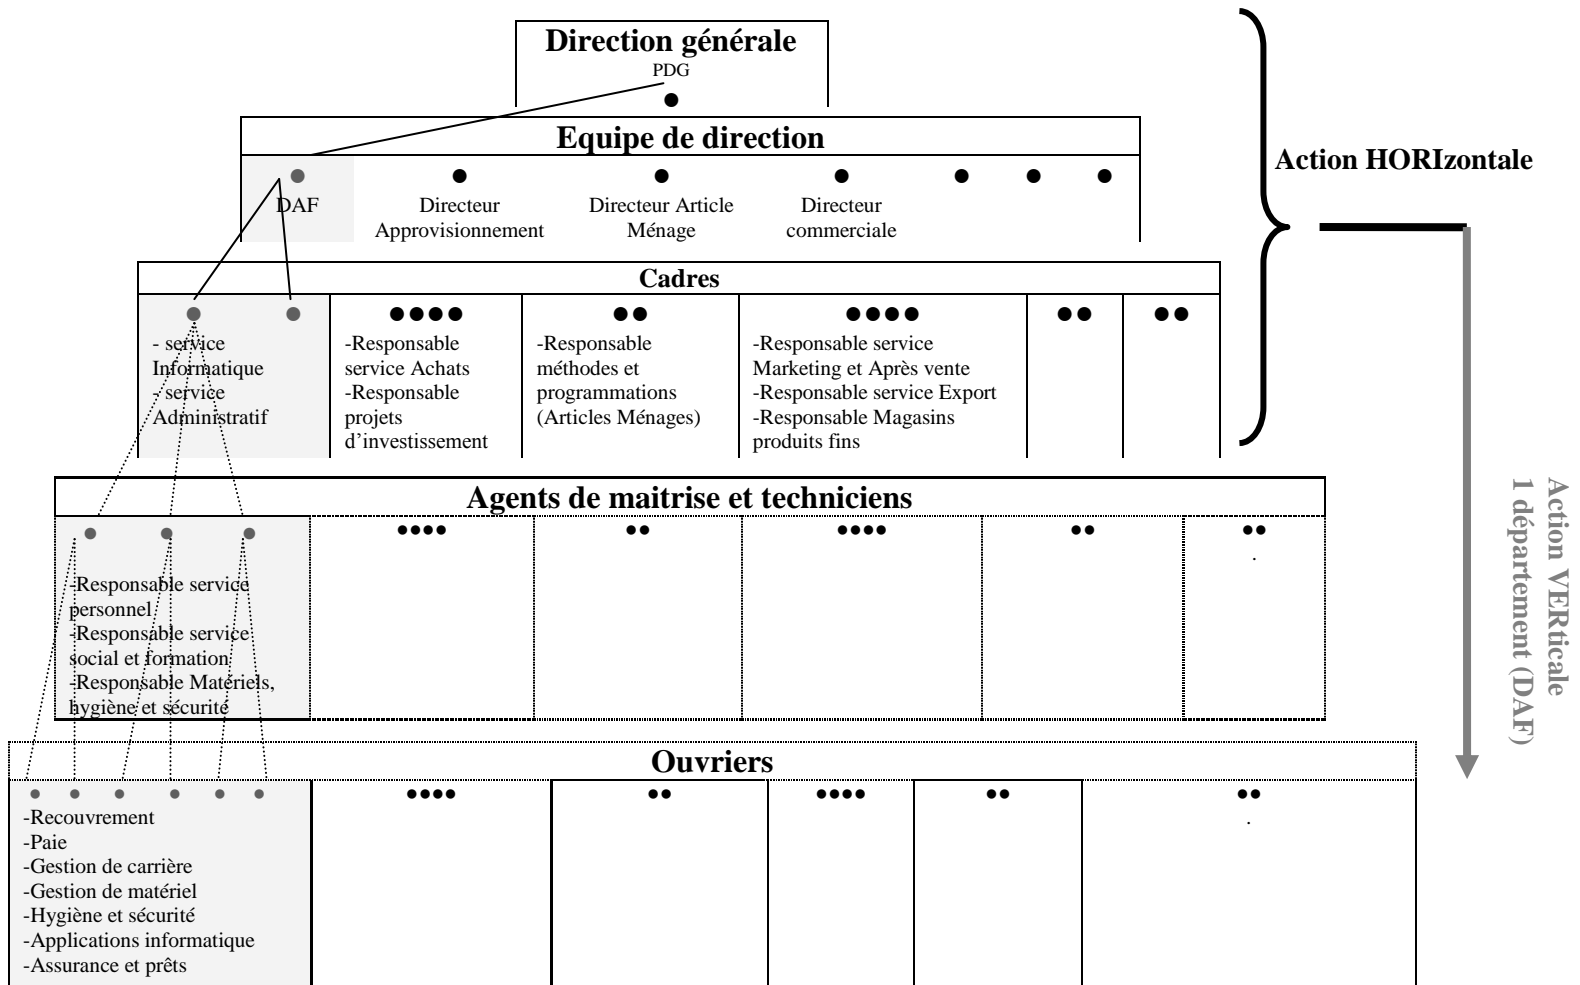 Direction générale
PDG
Equipe de direction
Action HORIzontale
DAF
Directeur
Approvisionnement
Directeur Article
Ménage
Directeur
commerciale
Cadres
- service
Informatique
- service
Administratif
-Responsable
service Achats
-Responsable
projets
d’investissement
-Responsable
méthodes et
programmations
(Articles Ménages)
-Responsable service
Marketing et Après vente
-Responsable service Export
-Responsable Magasins
produits fins
Agents de maitrise et techniciens
-Responsable service
personnel
-Responsable service
social et formation
-Responsable Matériels,
hygiène et sécurité
.
Action VERticale
1 département (DAF)
Ouvriers
-Recouvrement
-Paie
-Gestion de carrière
-Gestion de matériel
-Hygiène et sécurité
-Applications informatique
-Assurance et prêts
.